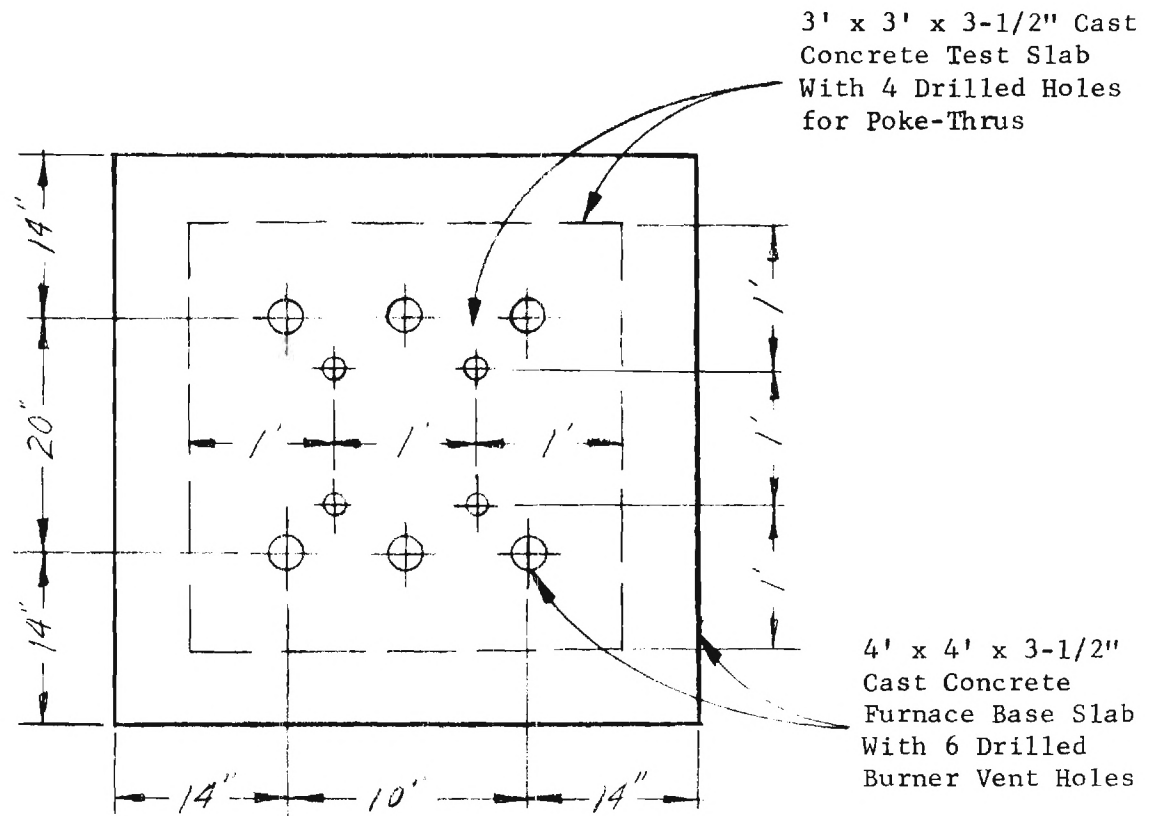 3' x 3' x 3-1/2" Cast
Concrete Test Slab
With 4 Drilled Holes
for Poke-Thrus
14"
20"
14"
1'
1'
1'
1'
1'
1'
14"
10'
14"
4' x 4' x 3-1/2"
Cast Concrete
Furnace Base Slab
With 6 Drilled
Burner Vent Holes